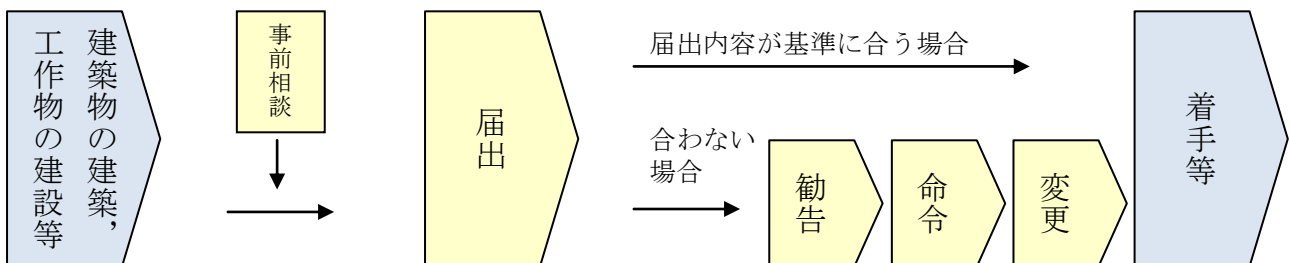 建築物の建築，
工作物の建設等
事前相談
届出
届出内容が基準に合う場合
合わない
場合
勧告
命令
変更
着手等